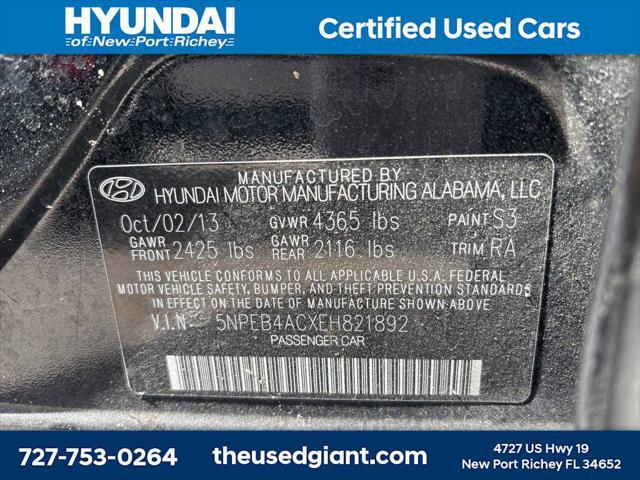 HYUNDAI
of New Port Richey
Certified Used Cars
MANUFACTURED BY
HYUNDAI MOTOR MANUFACTURING ALABAMA, LLC
Oct/02/13 GVWR 4365 lbs PAINT S3
GAWR FRONT 2425 lbs GAWR REAR 2116 lbs TRIM RA
THIS VEHICLE CONFORMS TO ALL APPLICABLE U.S.A. FEDERAL
MOTOR VEHICLE SAFETY, BUMPER, AND THEFT PREVENTION STANDARDS
IN EFFECT ON THE DATE OF MANUFACTURE SHOWN ABOVE.
V.I.N 5NPEB4ACXEH821892
PASSENGER CAR
727-753-0264
theusedgiant.com
4727 US Hwy 19
New Port Richey FL 34652